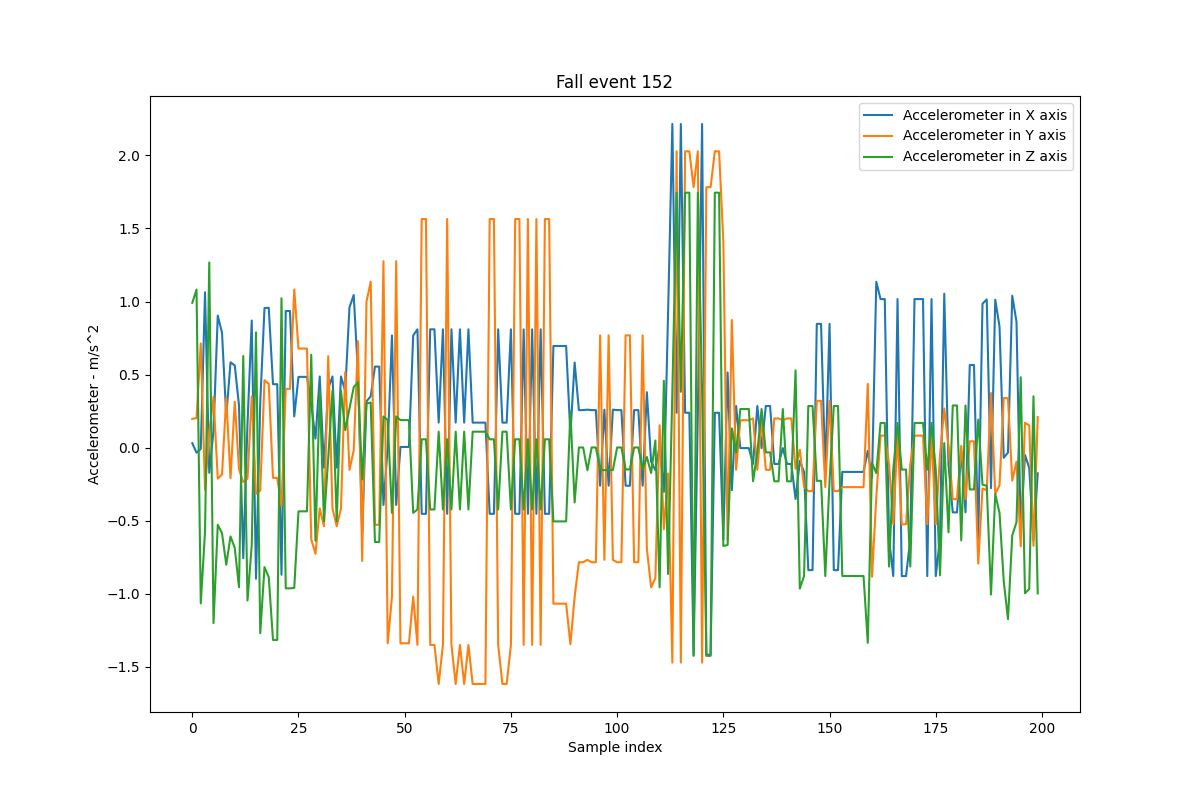 Fall event 152
Accelerometer in X axis
Accelerometer in Y axis
Accelerometer in Z axis
Accelerometer - m/s^2
2.0
1.5
1.0
0.5
0.0
−0.5
−1.0
−1.5
0 25 50 75 100 125 150 175 200
Sample index